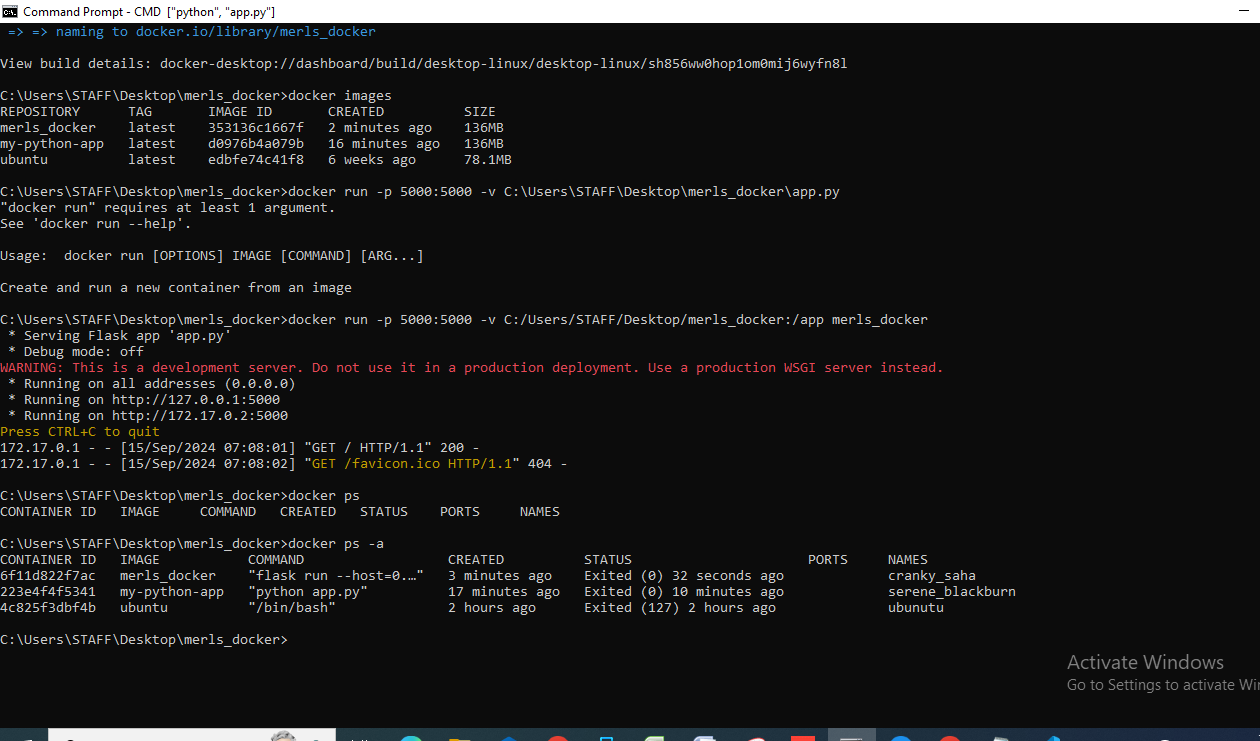 Command Prompt - CMD ["python", "app.py"]
=> => naming to docker.io/library/merls_docker
View build details: docker-desktop://dashboard/build/desktop-linux/desktop-linux/sh856ww0hop1om0mij6wyfn8l
C:\Users\STAFF\Desktop\merls_docker>docker images
REPOSITORY TAG IMAGE ID CREATED SIZE
merls_docker latest 353136c1667f 2 minutes ago 136MB
my-python-app latest d0976b4a079b 16 minutes ago 136MB
ubuntu latest edbfe74c41f8 6 weeks ago 78.1MB
C:\Users\STAFF\Desktop\merls_docker>docker run -p 5000:5000 -v C:\Users\STAFF\Desktop\merls_docker\app.py
"docker run" requires at least 1 argument.
See 'docker run --help'.
Usage:  docker run [OPTIONS] IMAGE [COMMAND] [ARG...]
Create and run a new container from an image
C:\Users\STAFF\Desktop\merls_docker>docker run -p 5000:5000 -v C:/Users/STAFF/Desktop/merls_docker:/app merls_docker
* Serving Flask app 'app.py'
* Debug mode: off
WARNING: This is a development server. Do not use it in a production deployment. Use a production WSGI server instead.
* Running on all addresses (0.0.0.0)
* Running on http://127.0.0.1:5000
* Running on http://172.17.0.2:5000
Press CTRL+C to quit
172.17.0.1 - - [15/Sep/2024 07:08:01] "GET / HTTP/1.1" 200 -
172.17.0.1 - - [15/Sep/2024 07:08:02] "GET /favicon.ico HTTP/1.1" 404 -
C:\Users\STAFF\Desktop\merls_docker>docker ps
CONTAINER ID IMAGE COMMAND CREATED STATUS PORTS NAMES
C:\Users\STAFF\Desktop\merls_docker>docker ps -a
CONTAINER ID IMAGE COMMAND CREATED STATUS PORTS NAMES
6f11d822f7ac merls_docker "flask run --host=0.…" 3 minutes ago Exited (0) 32 seconds ago cranky_saha
223e4f4f5341 my-python-app "python app.py" 17 minutes ago Exited (0) 10 minutes ago serene_blackburn
4c825f3dbf4b ubuntu "/bin/bash" 2 hours ago Exited (127) 2 hours ago ubunutu
C:\Users\STAFF\Desktop\merls_docker>
Activate Windows
Go to Settings to activate Win